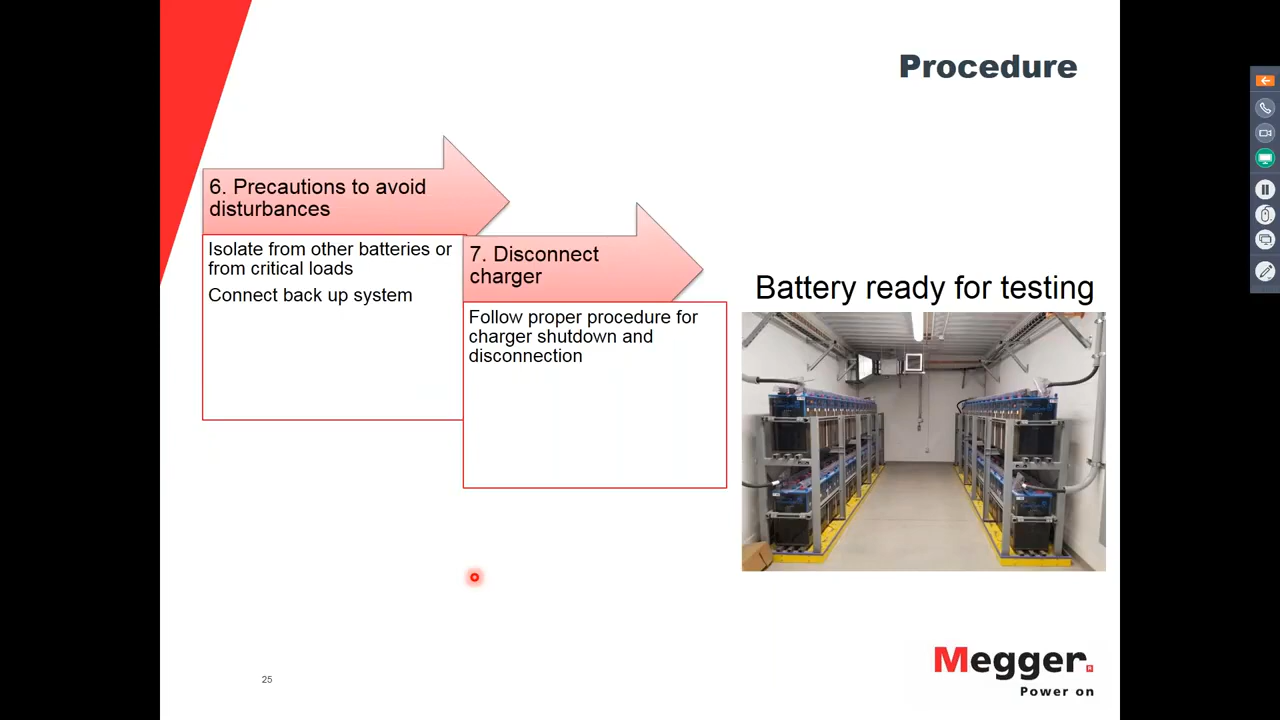 Procedure
6. Precautions to avoid
disturbances
Isolate from other batteries or
from critical loads
Connect back up system
7. Disconnect
charger
Follow proper procedure for
charger shutdown and
disconnection
Battery ready for testing
25
Megger.
Power on